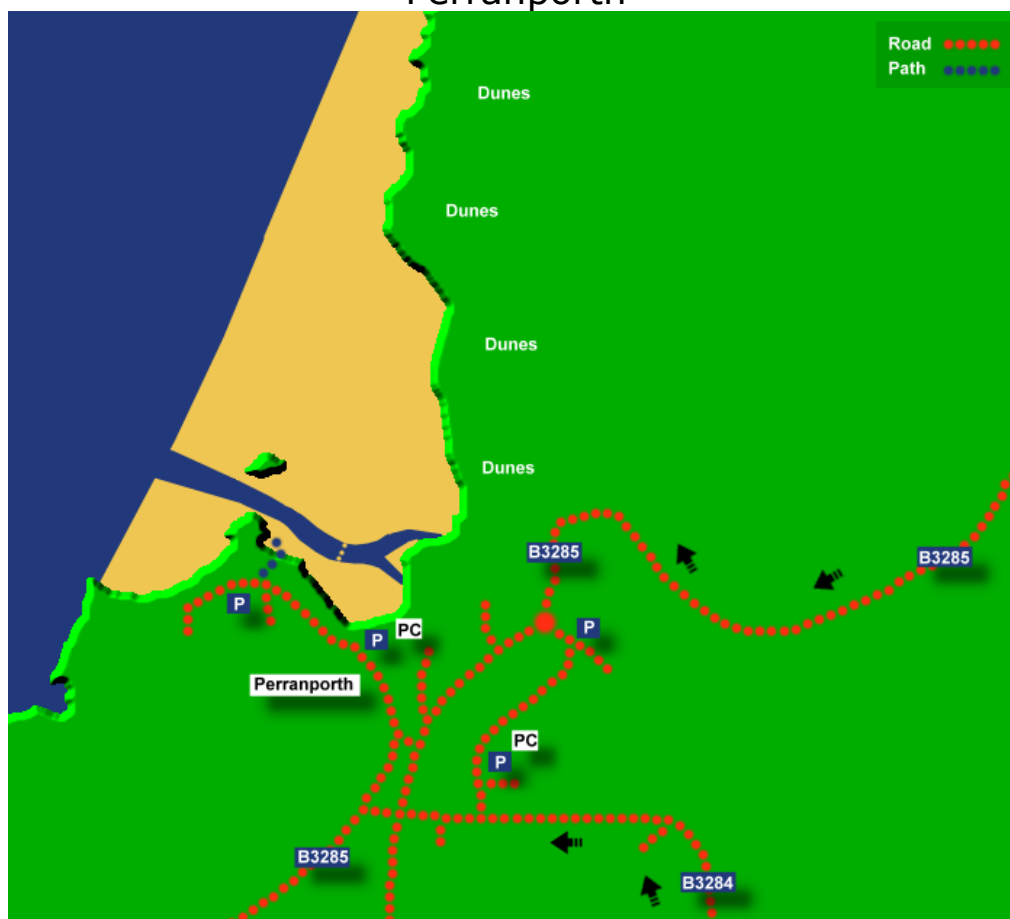 Perranporth
Road
Path
Dunes
Dunes
Dunes
Dunes
B3285
B3285
P
P
PC
P
Perranporth
PC
P
B3285
B3284